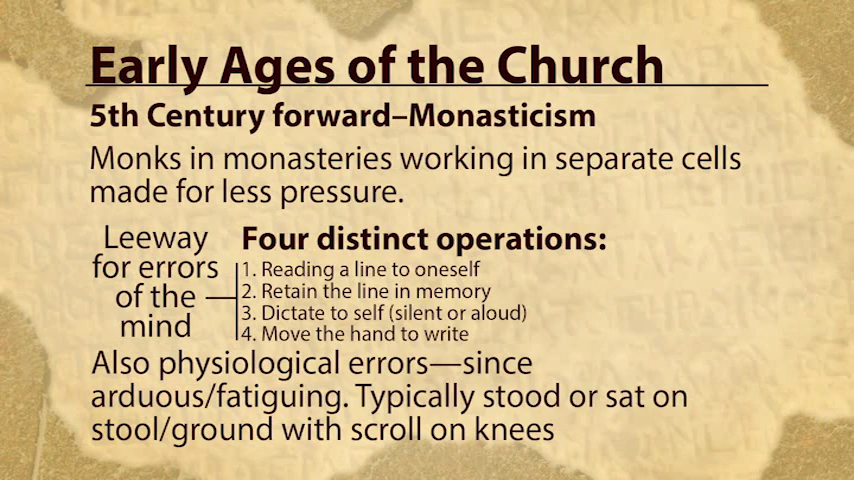 Early Ages of the Church
5th Century forward–Monasticism
Monks in monasteries working in separate cells
made for less pressure.
Leeway
for errors
of the
mind
Four distinct operations:
1. Reading a line to oneself
2. Retain the line in memory
3. Dictate to self (silent or aloud)
4. Move the hand to write
Also physiological errors—since
arduous/fatiguing. Typically stood or sat on
stool/ground with scroll on knees